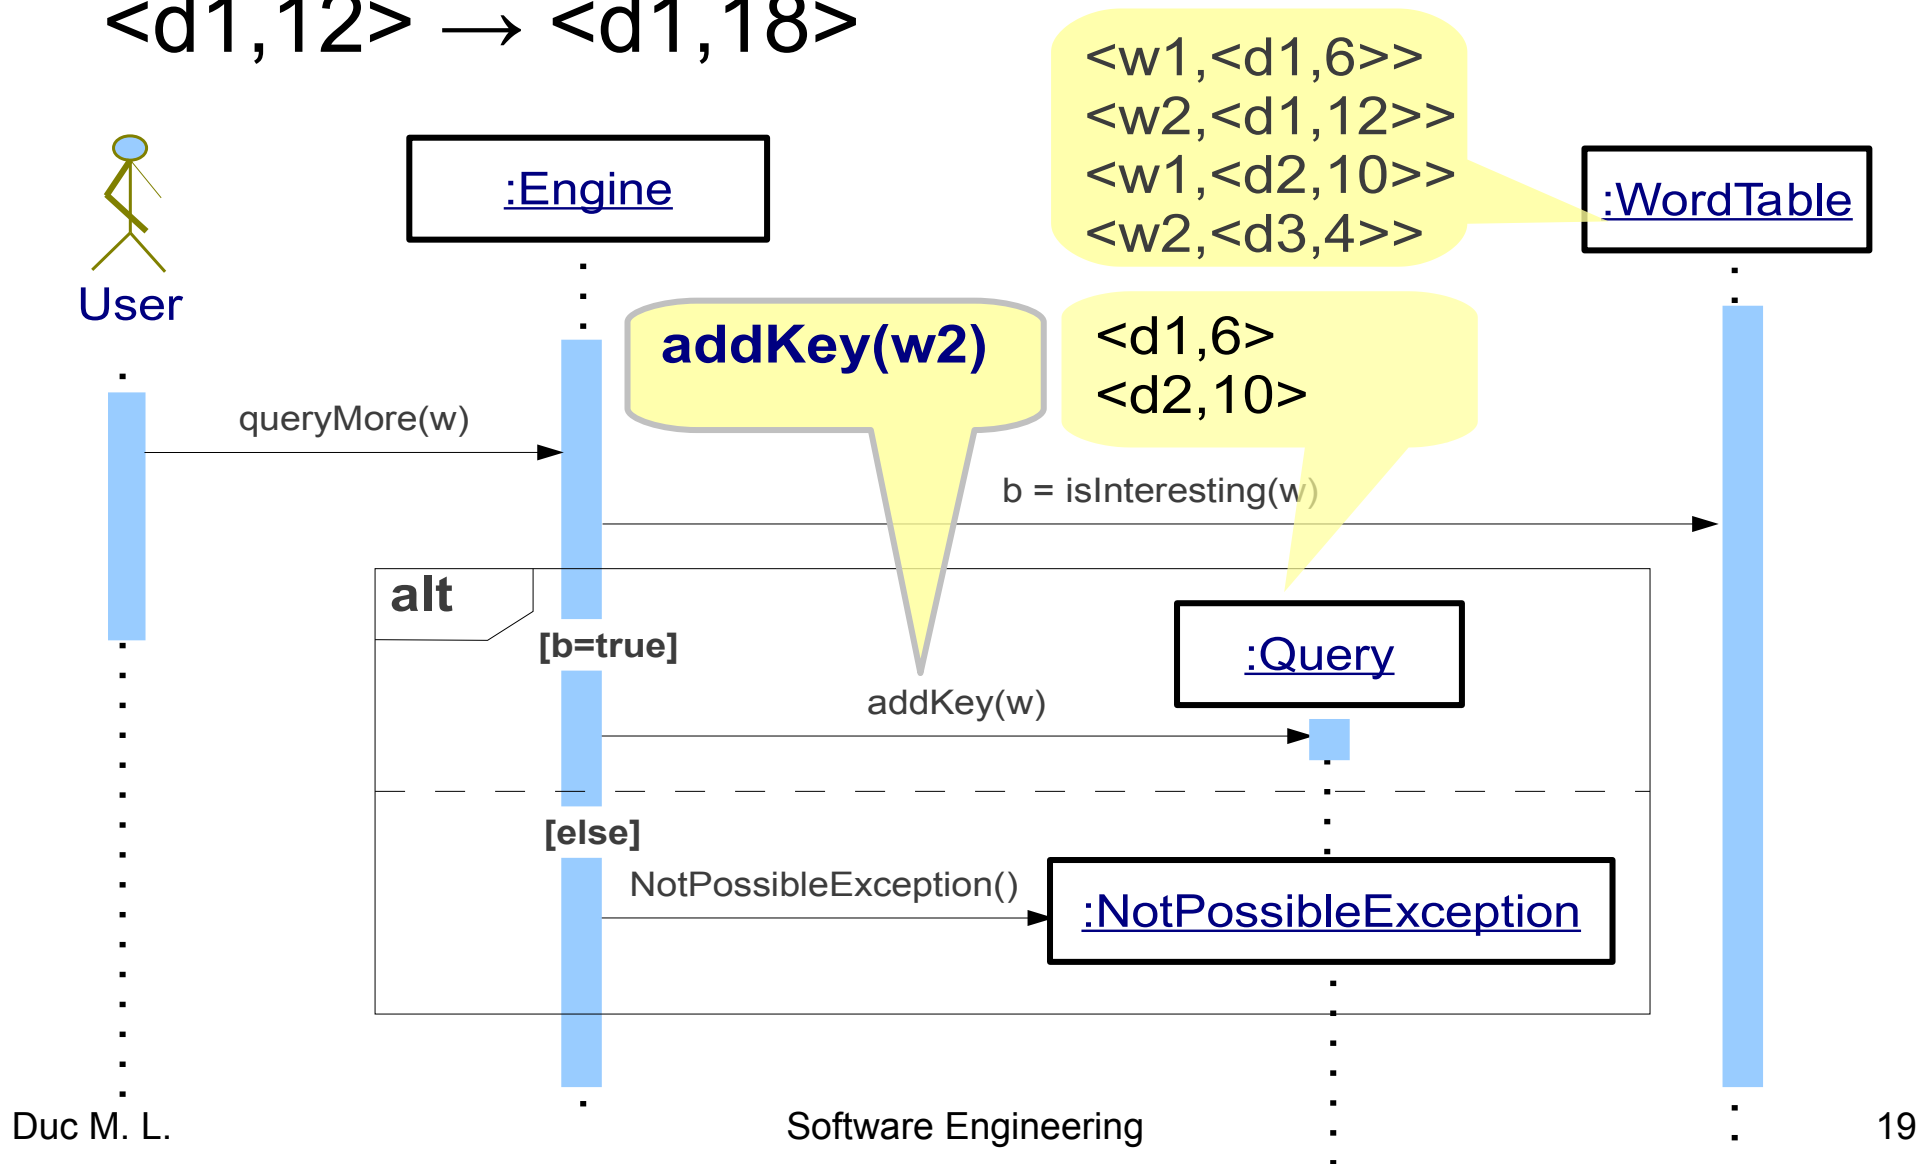 <d1,12> → <d1,18>
<w1,<d1,6>>
<w2,<d1,12>>
<w1,<d2,10>>
<w2,<d3,4>>
:Engine
:WordTable
User
addKey(w2)
<d1,6>
<d2,10>
queryMore(w)
b = isInteresting(w)
alt
[b=true]
:Query
addKey(w)
[else]
NotPossibleException()
:NotPossibleException
Duc M. L.
Software Engineering
19